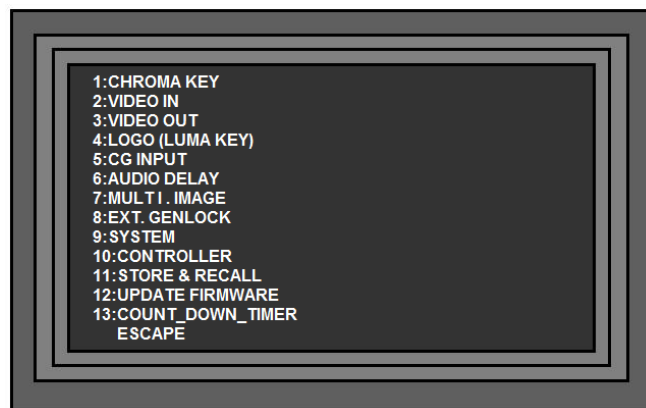 1:CHROMA KEY
2:VIDEO IN
3:VIDEO OUT
4:LOGO (LUMA KEY)
5:CG INPUT
6:AUDIO DELAY
7:MULT I . IMAGE
8:EXT. GENLOCK
9:SYSTEM
10:CONTROLLER
11:STORE & RECALL
12:UPDATE FIRMWARE
13:COUNT_DOWN_TIMER
ESCAPE